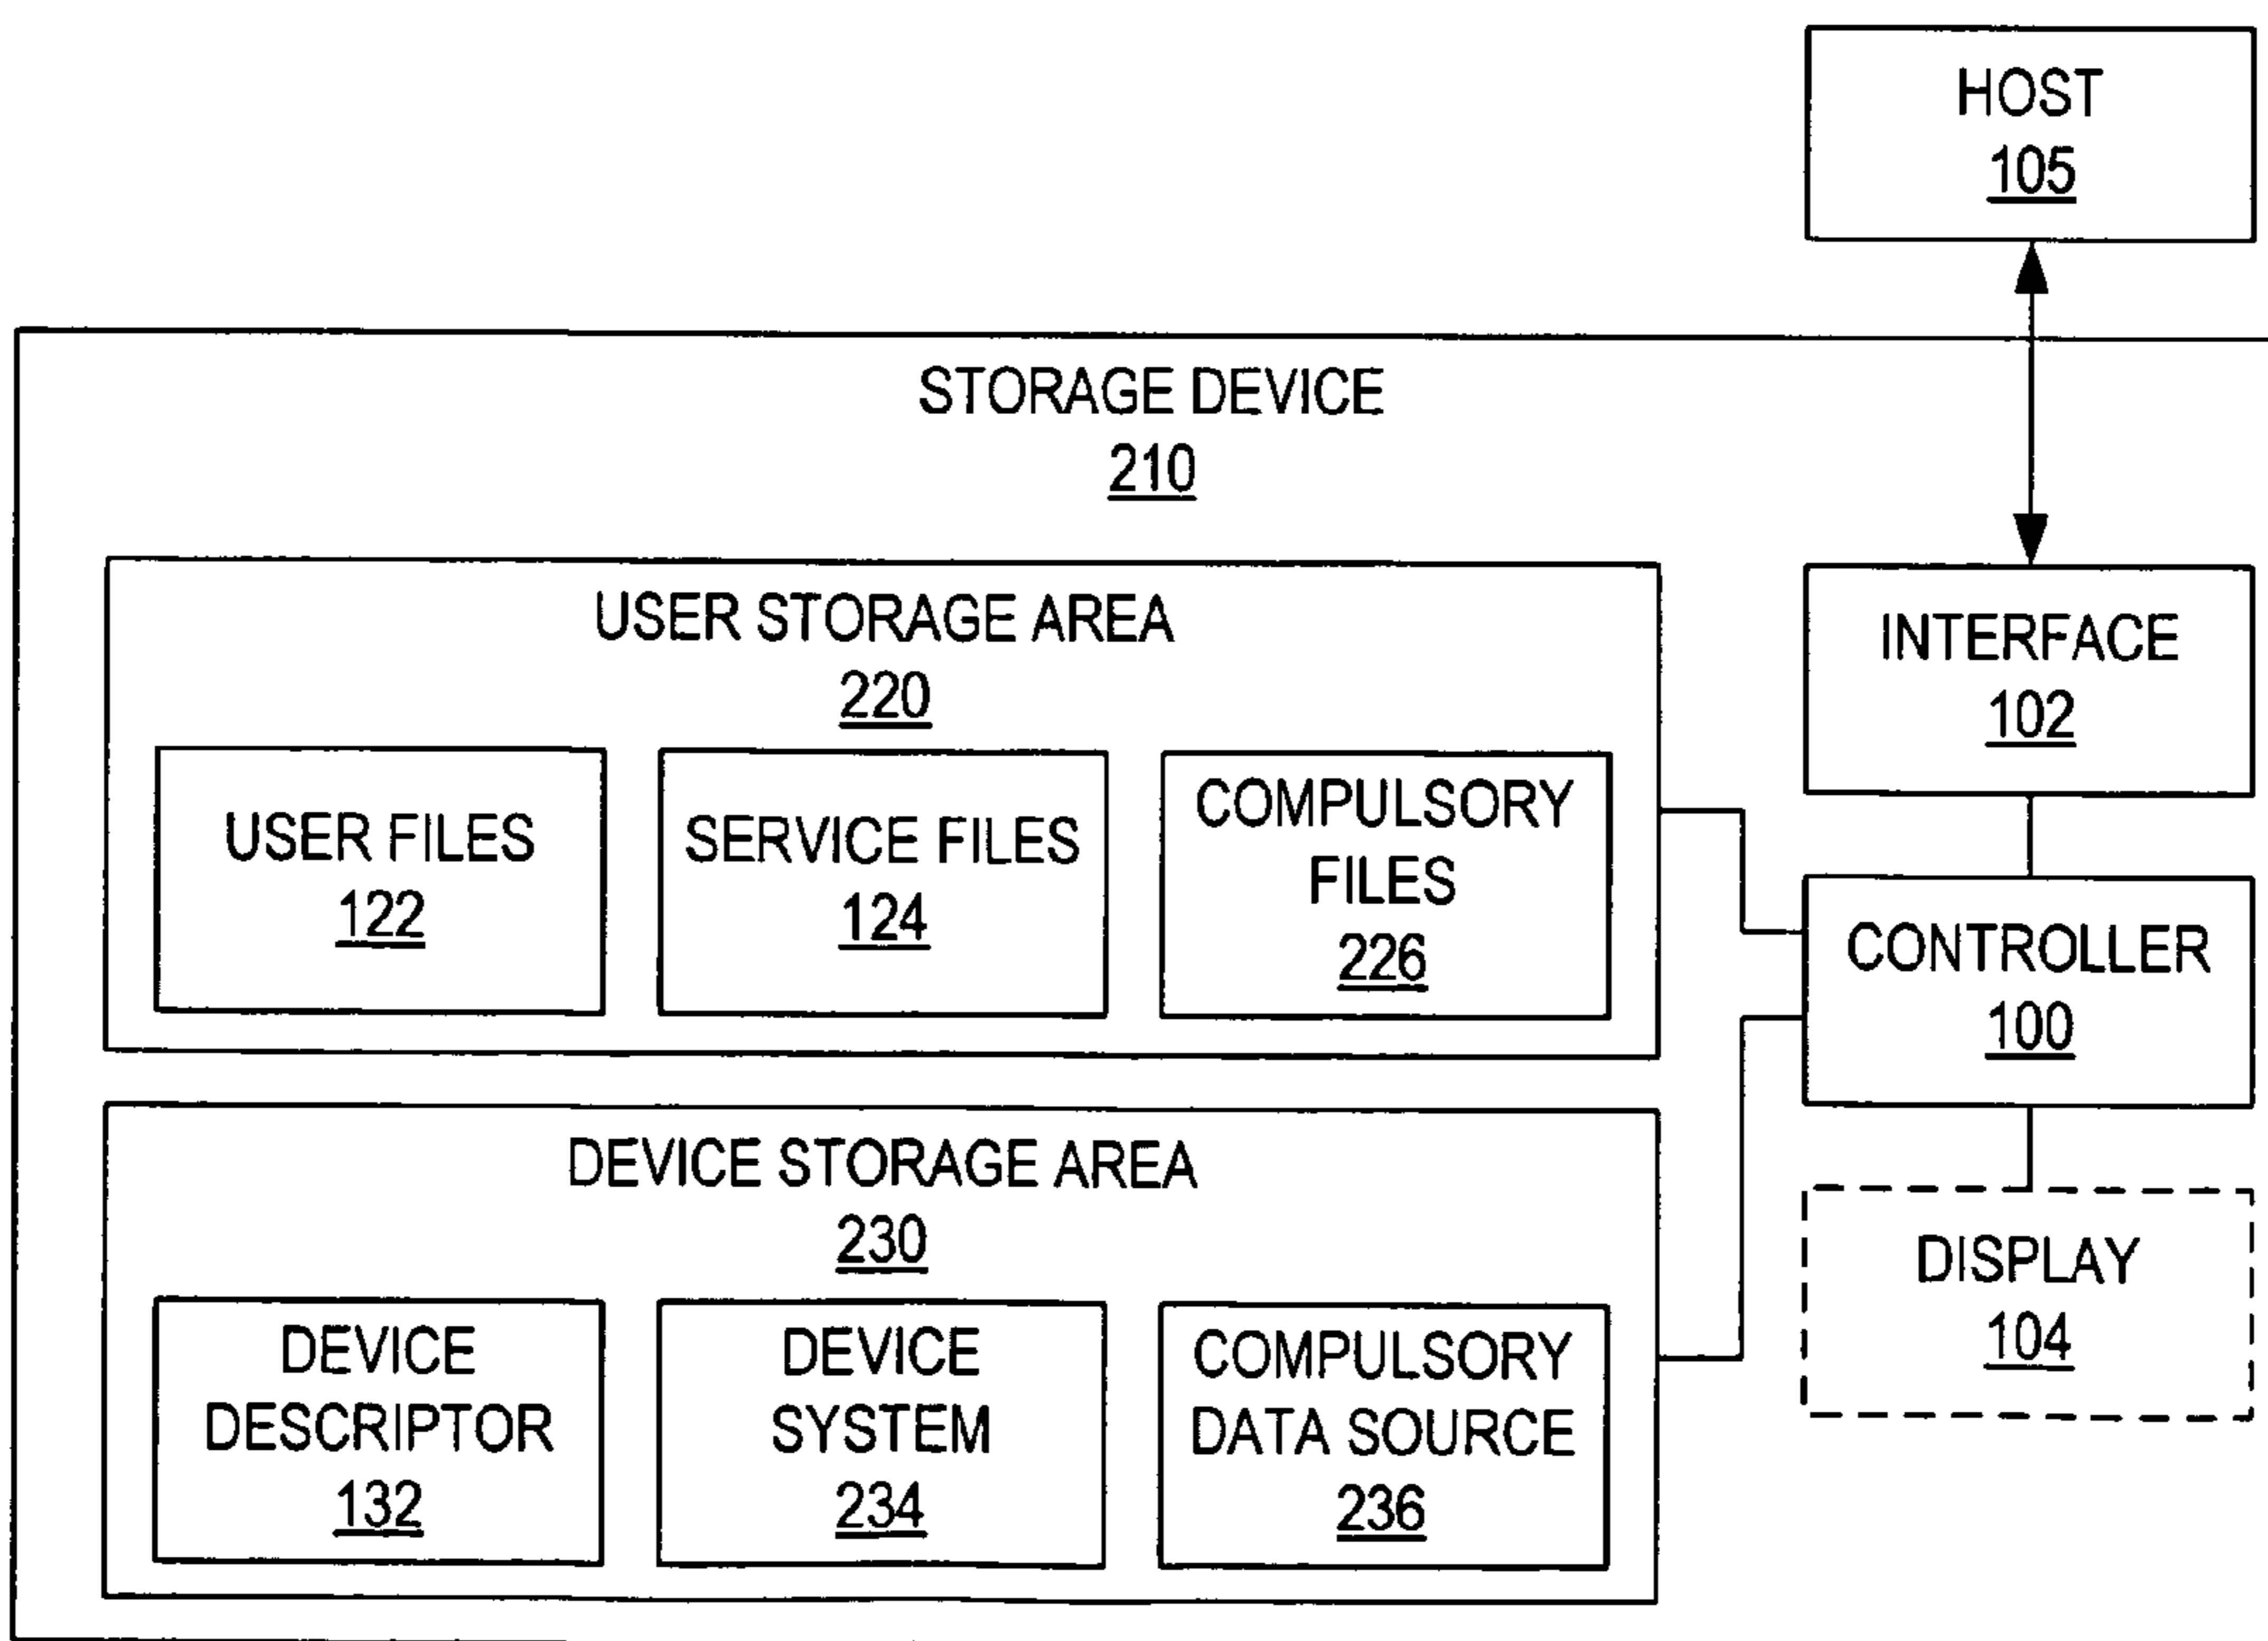 HOST
105
STORAGE DEVICE
210
USER STORAGE AREA
220
INTERFACE
102
USER FILES
122
SERVICE FILES
124
COMPULSORY
FILES
226
CONTROLLER
100
DEVICE STORAGE AREA
230
DEVICE
DESCRIPTOR
132
DEVICE
SYSTEM
234
COMPULSORY
DATA SOURCE
236
DISPLAY
104